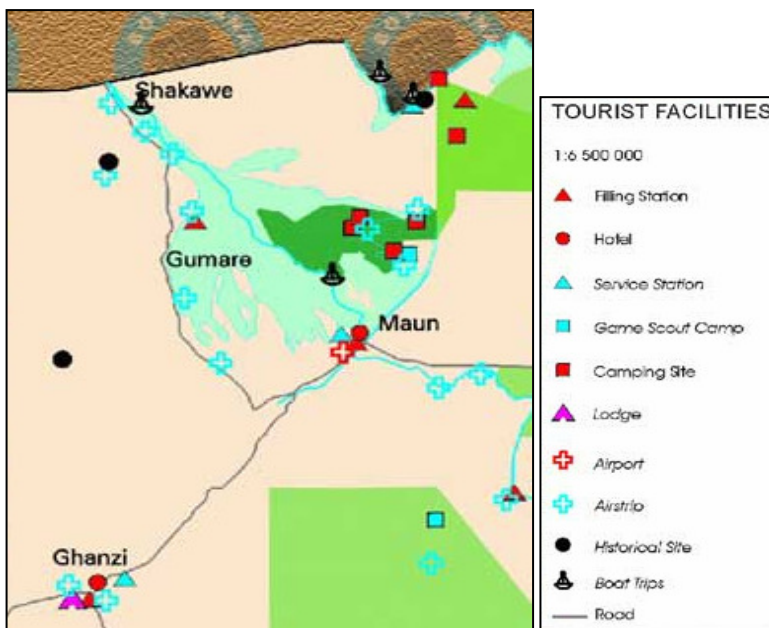 Shakawe
Gumare
Maun
Ghanzi
TOURIST FACILITIES
1:6 500 000
Filling Station
Hotel
Service Station
Game Scout Camp
Camping Site
Lodge
Airport
Airstrip
Historical Site
Boat Trips
Road